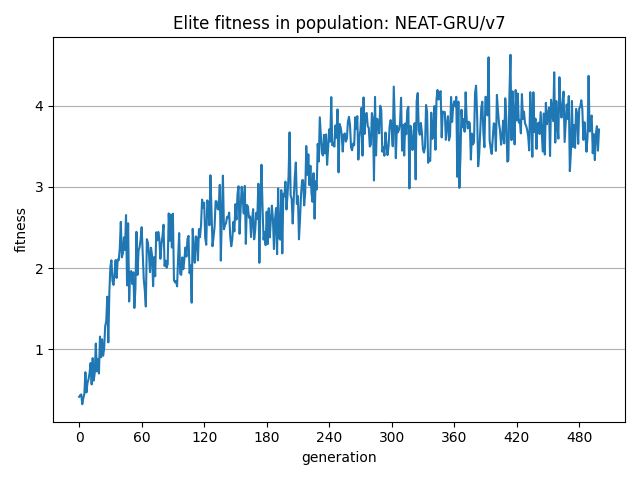 Elite fitness in population: NEAT-GRU/v7
fitness
4
3
2
1
0 60 120 180 240 300 360 420 480
generation